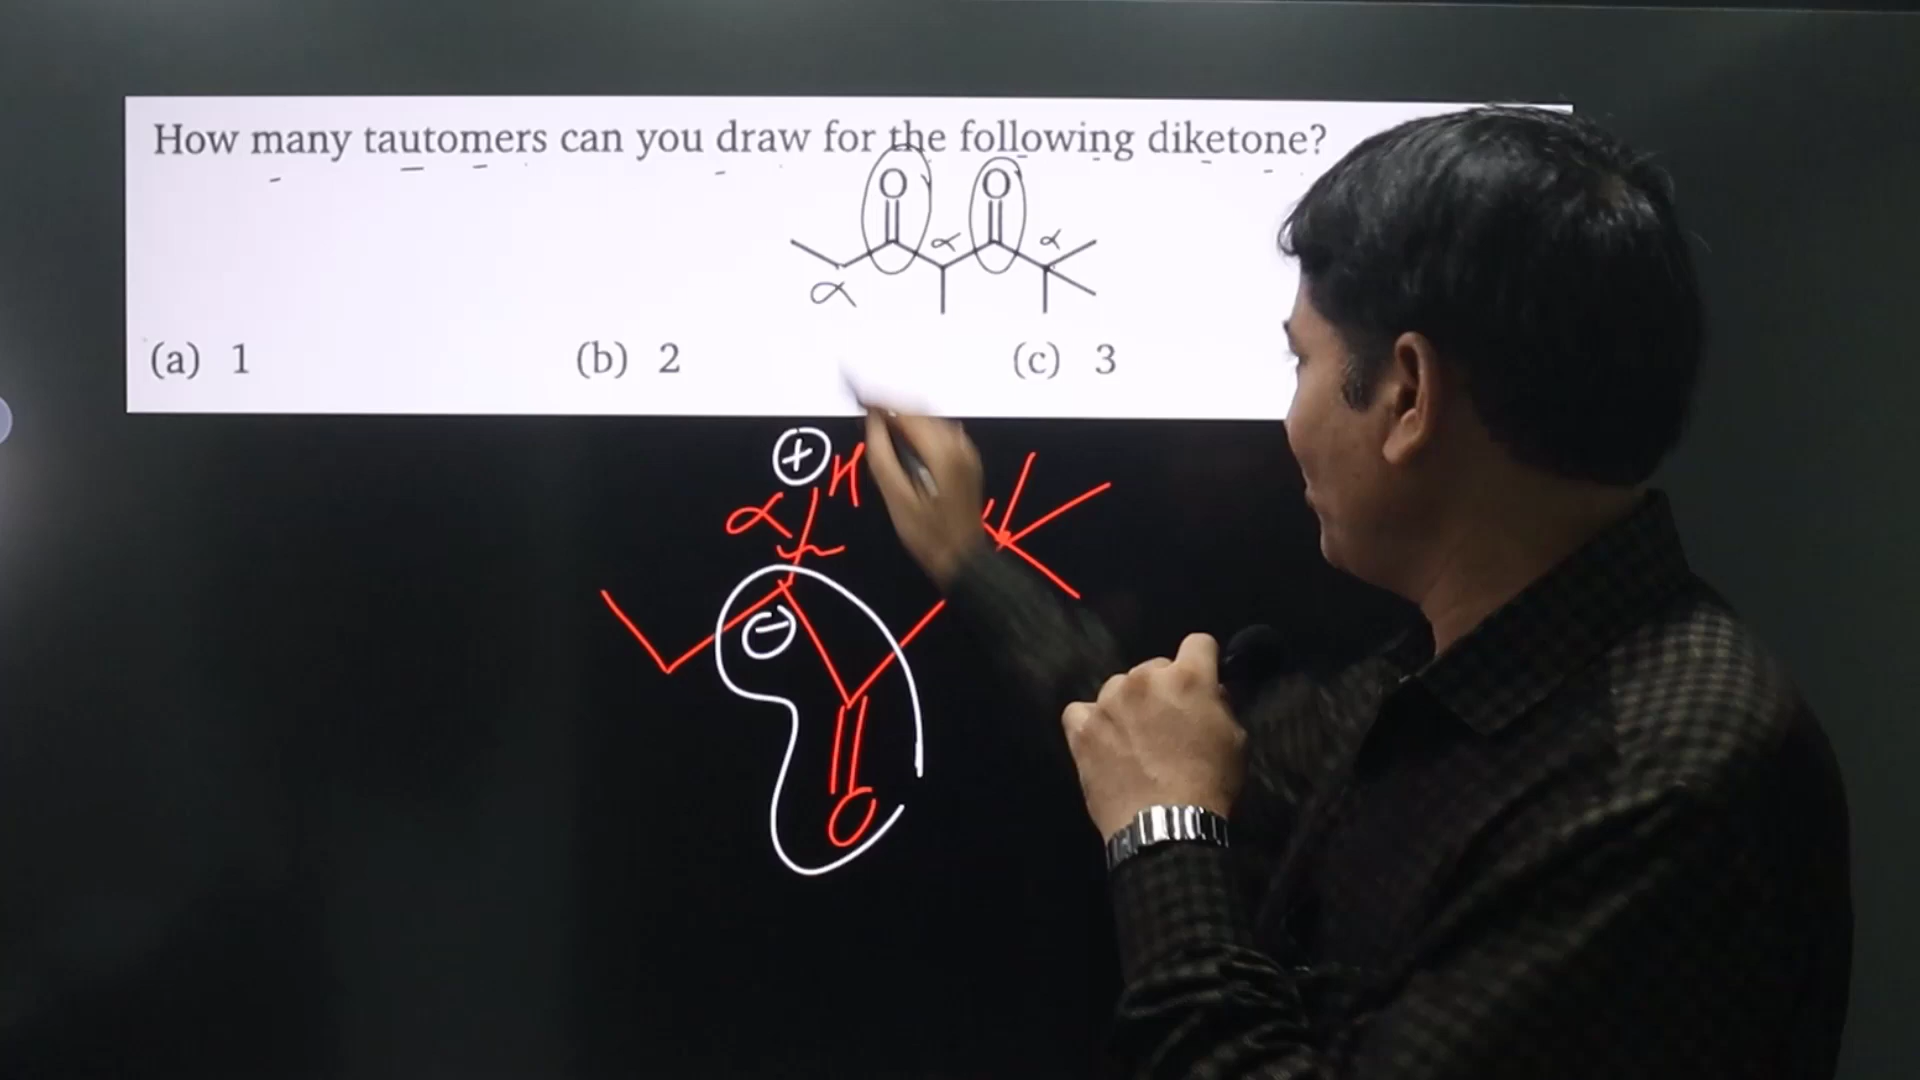 How many tautomers can you draw for the following diketone?
O O
α α
α
(a) 1 (b) 2 (c) 3
+ H
α
−
O